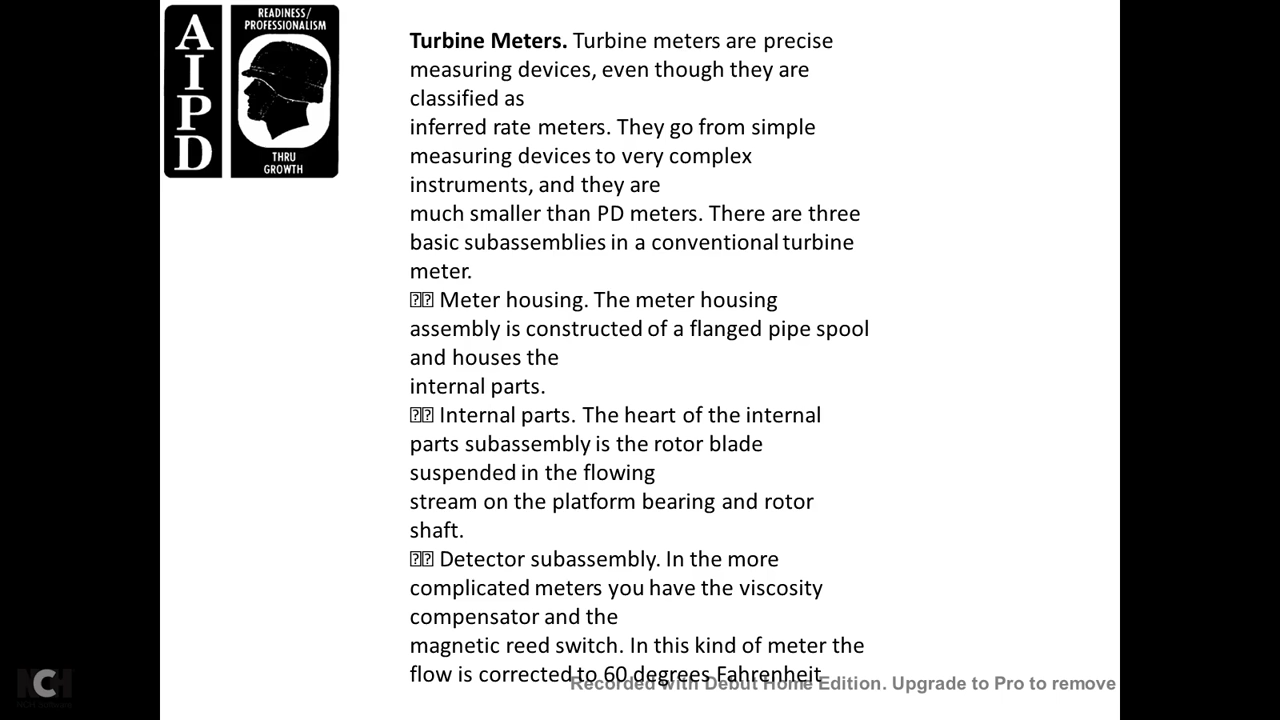 A
I
P
D
READINESS/
PROFESSIONALISM
THRU
GROWTH
Turbine Meters. Turbine meters are precise
measuring devices, even though they are
classified as
inferred rate meters. They go from simple
measuring devices to very complex
instruments, and they are
much smaller than PD meters. There are three
basic subassemblies in a conventional turbine
meter.
⍰⍰ Meter housing. The meter housing
assembly is constructed of a flanged pipe spool
and houses the
internal parts.
⍰⍰ Internal parts. The heart of the internal
parts subassembly is the rotor blade
suspended in the flowing
stream on the platform bearing and rotor
shaft.
⍰⍰ Detector subassembly. In the more
complicated meters you have the viscosity
compensator and the
magnetic reed switch. In this kind of meter the
flow is corrected to 60 degrees Fahrenheit
Recorded with Debut Home Edition. Upgrade to Pro to remove
NCH